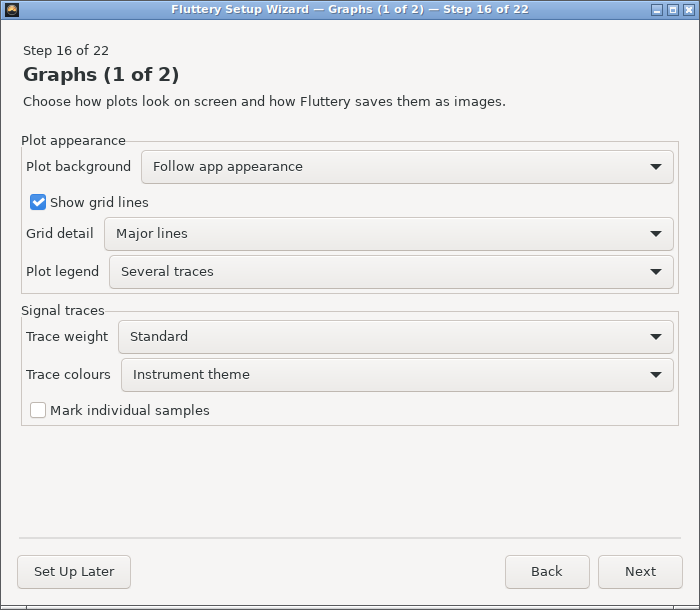 Fluttery Setup Wizard — Graphs (1 of 2) — Step 16 of 22
Step 16 of 22
Graphs (1 of 2)
Choose how plots look on screen and how Fluttery saves them as images.
Plot appearance
Plot background Follow app appearance
Show grid lines
Grid detail Major lines
Plot legend Several traces
Signal traces
Trace weight Standard
Trace colours Instrument theme
Mark individual samples
Set Up Later Back Next